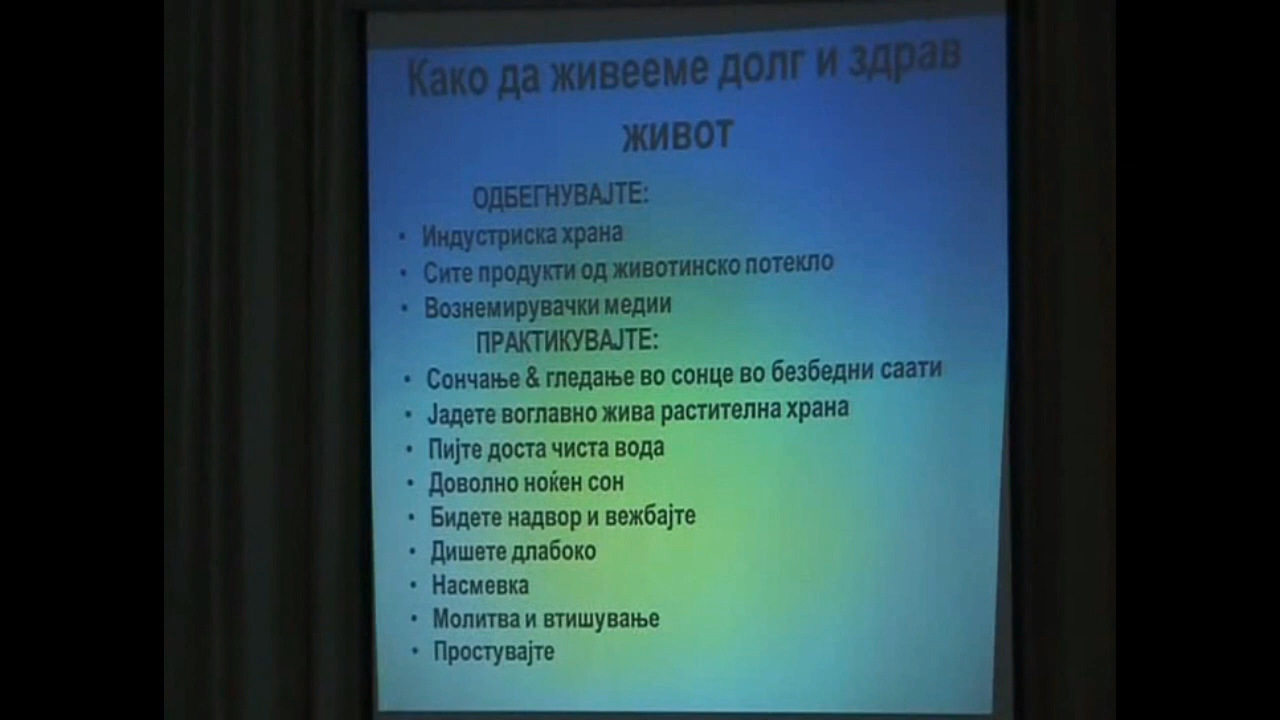 Како да живееме долг и здрав
живот
ОДБЕГНУВАЈТЕ:
• Индустриска храна
• Сите продукти од животинско потекло
• Вознемирувачки медии
ПРАКТИКУВАЈТЕ:
• Сончање & гледање во сонце во безбедни саати
• Јадете воглавно жива растителна храна
• Пијте доста чиста вода
• Доволно ноќен сон
• Бидете надвор и вежбајте
• Дишете длабоко
• Насмевка
• Молитва и втишување
• Простувајте